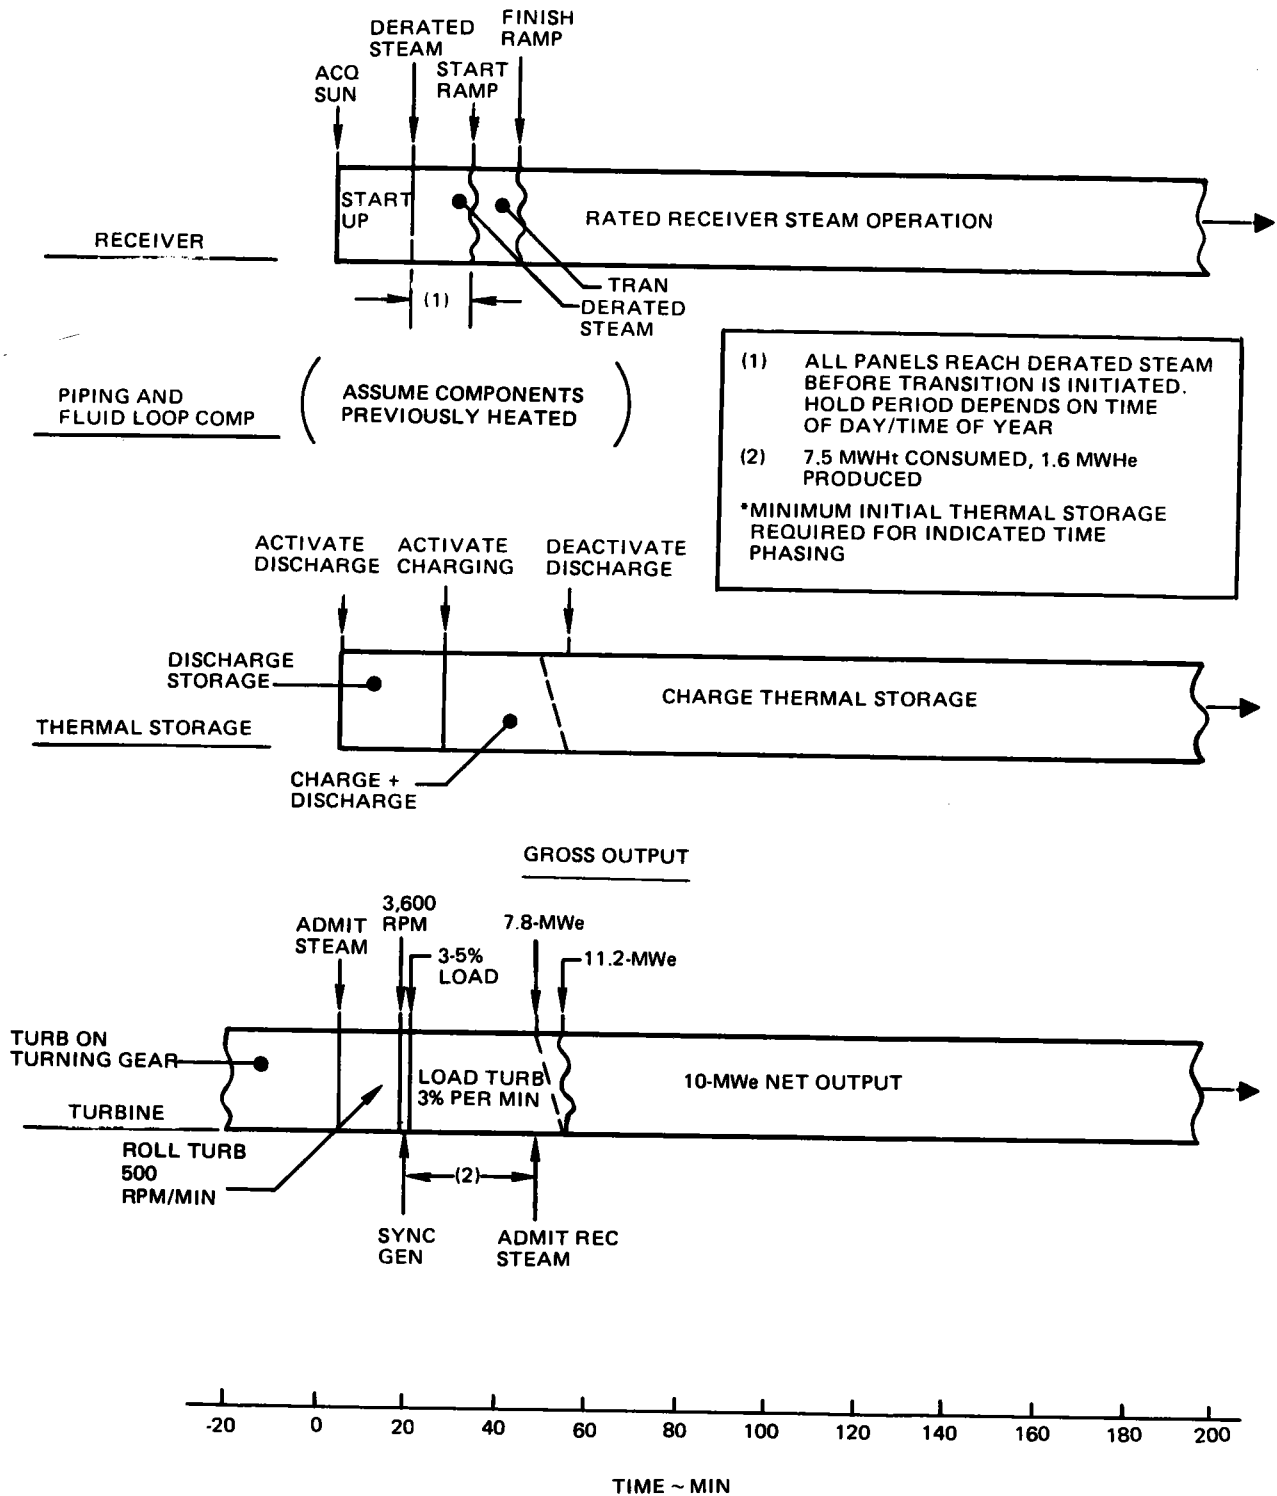 DERATED
STEAM
FINISH
RAMP
ACQ
SUN
START
RAMP
START
UP
RATED RECEIVER STEAM OPERATION
RECEIVER
(1)
TRAN
DERATED
STEAM
PIPING AND
FLUID LOOP COMP
ASSUME COMPONENTS
PREVIOUSLY HEATED
(1) ALL PANELS REACH DERATED STEAM
BEFORE TRANSITION IS INITIATED.
HOLD PERIOD DEPENDS ON TIME
OF DAY/TIME OF YEAR
(2) 7.5 MWHt CONSUMED, 1.6 MWHe
PRODUCED
*MINIMUM INITIAL THERMAL STORAGE
REQUIRED FOR INDICATED TIME
PHASING
ACTIVATE
DISCHARGE
ACTIVATE
CHARGING
DEACTIVATE
DISCHARGE
DISCHARGE
STORAGE
CHARGE THERMAL STORAGE
THERMAL STORAGE
CHARGE +
DISCHARGE
GROSS OUTPUT
ADMIT
STEAM
3,600
RPM
3-5%
LOAD
7.8-MWe
11.2-MWe
TURB ON
TURNING GEAR
LOAD TURB
3% PER MIN
10-MWe NET OUTPUT
TURBINE
ROLL TURB
500
RPM/MIN
(2)
SYNC
GEN
ADMIT REC
STEAM
-20 0 20 40 60 80 100 120 140 160 180 200
TIME ~ MIN